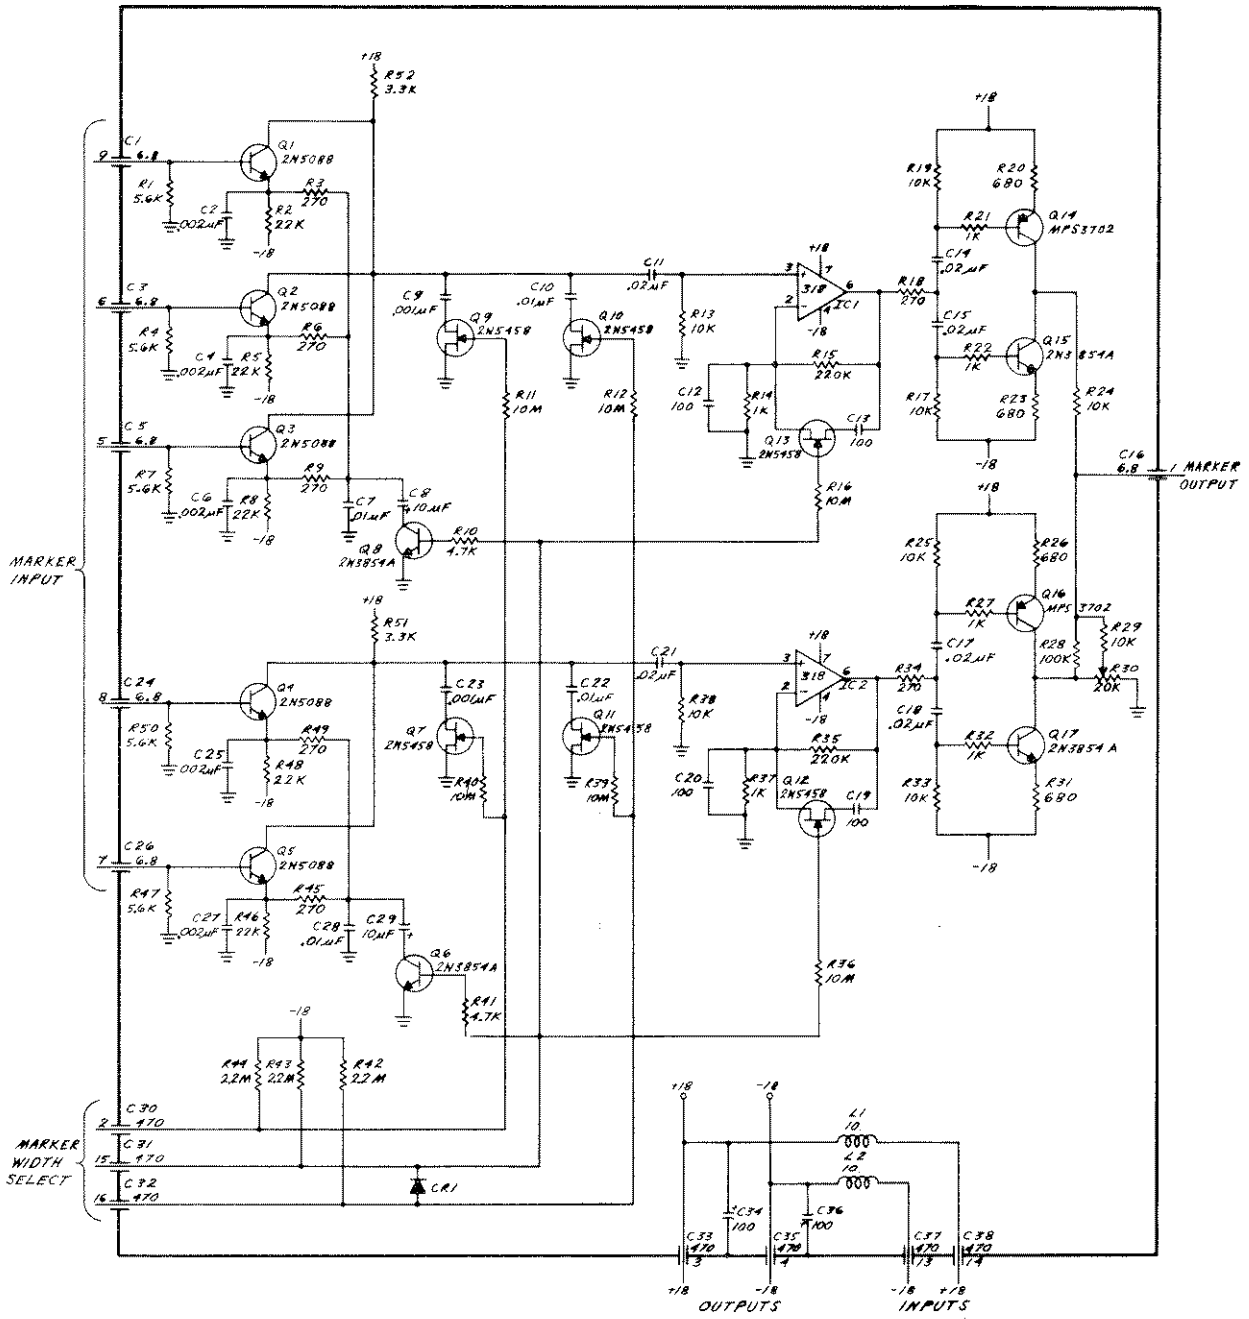 +18
R52
3.3K
C1
9 6.8
Q1
2N5088
R1
5.6K
C2
.002µF
R2
22K
R3
270
-18
C3
6 6.8
Q2
2N5088
R4
5.6K
C4
.002µF
R5
22K
R6
270
-18
C5
5 6.8
Q3
2N5088
R7
5.6K
C6
.002µF
R8
22K
R9
270
-18
C7
.01µF
C8
+10µF
Q8
2N3854A
R10
4.7K
C9
.001µF
Q9
2N5458
C10
.01µF
Q10
2N5458
R11
10M
R12
10M
C11
.02µF
R13
10K
+18
3 + 7
318 6
2 - 4
IC1
-18
R15
220K
C12
100
R14
1K
Q13
2N5458
C13
100
R16
10M
R18
270
+18
R19
10K
R20
680
R21
1K
Q14
MPS3702
C14
.02µF
C15
.02µF
R22
1K
Q15
2N3854A
R17
10K
R23
680
R24
10K
-18
C16
6.8
1 MARKER
OUTPUT
+18
R25
10K
R26
680
R27
1K
Q16
MPS 3702
C17
.02µF
R28
100K
R29
10K
R30
20K
C18
.02µF
R32
1K
Q17
2N3854A
R33
10K
R31
680
-18
MARKER
INPUT
+18
R51
3.3K
C24
8 6.8
Q4
2N5088
R50
5.6K
C25
.002µF
R49
270
R48
22K
-18
C26
7 6.8
Q5
2N5088
R47
5.6K
C27
.002µF
R46
22K
R45
270
-18
C28
.01µF
C29
10µF +
Q6
2N3854A
R41
4.7K
C23
.001µF
Q7
2N5458
R40
10M
C22
.01µF
Q11
2N5458
R39
10M
C21
.02µF
R38
10K
+18
3 + 7
318 6
2 - 4
IC2
-18
R34
270
R35
220K
C20
100
R37
1K
Q12
2N5458
C19
100
R36
10M
-18
R44
2.2M
R43
2.2M
R42
2.2M
MARKER
WIDTH
SELECT
C30
2 470
C31
15 470
C32
16 470
CR1
+18
-18
L1
10
L2
10
+
C34
100
C36
+
100
C33
470
3
C35
470
4
C37
470
13
C38
470
14
+18
-18
-18
+18
OUTPUTS
INPUTS